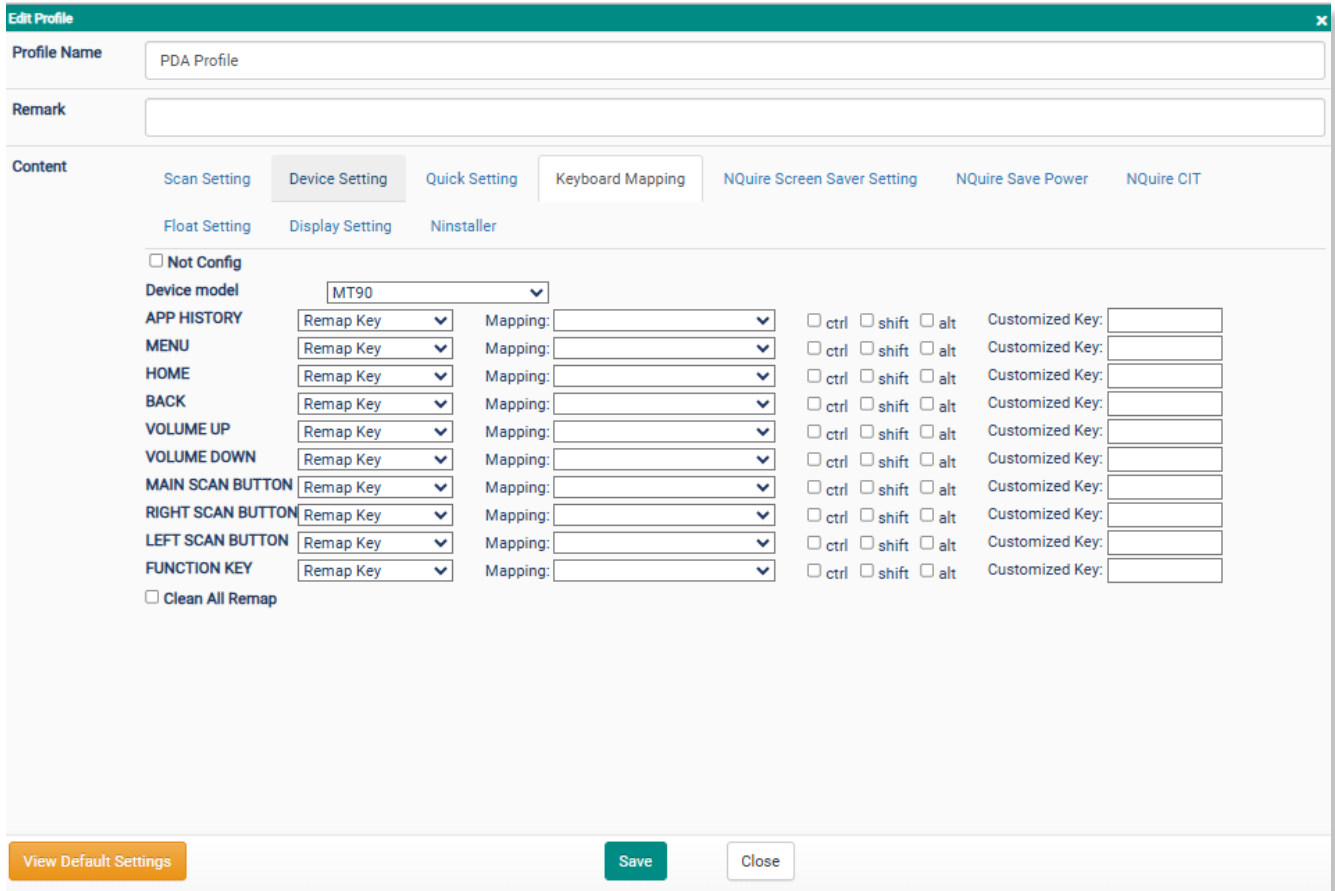 Edit Profile x
Profile Name PDA Profile
Remark
Content Scan Setting Device Setting Quick Setting Keyboard Mapping NQuire Screen Saver Setting NQuire Save Power NQuire CIT
Float Setting Display Setting Ninstaller
Not Config
Device model MT90
APP HISTORY Remap Key Mapping: ctrl shift alt Customized Key:
MENU Remap Key Mapping: ctrl shift alt Customized Key:
HOME Remap Key Mapping: ctrl shift alt Customized Key:
BACK Remap Key Mapping: ctrl shift alt Customized Key:
VOLUME UP Remap Key Mapping: ctrl shift alt Customized Key:
VOLUME DOWN Remap Key Mapping: ctrl shift alt Customized Key:
MAIN SCAN BUTTON Remap Key Mapping: ctrl shift alt Customized Key:
RIGHT SCAN BUTTON Remap Key Mapping: ctrl shift alt Customized Key:
LEFT SCAN BUTTON Remap Key Mapping: ctrl shift alt Customized Key:
FUNCTION KEY Remap Key Mapping: ctrl shift alt Customized Key:
Clean All Remap
View Default Settings Save Close